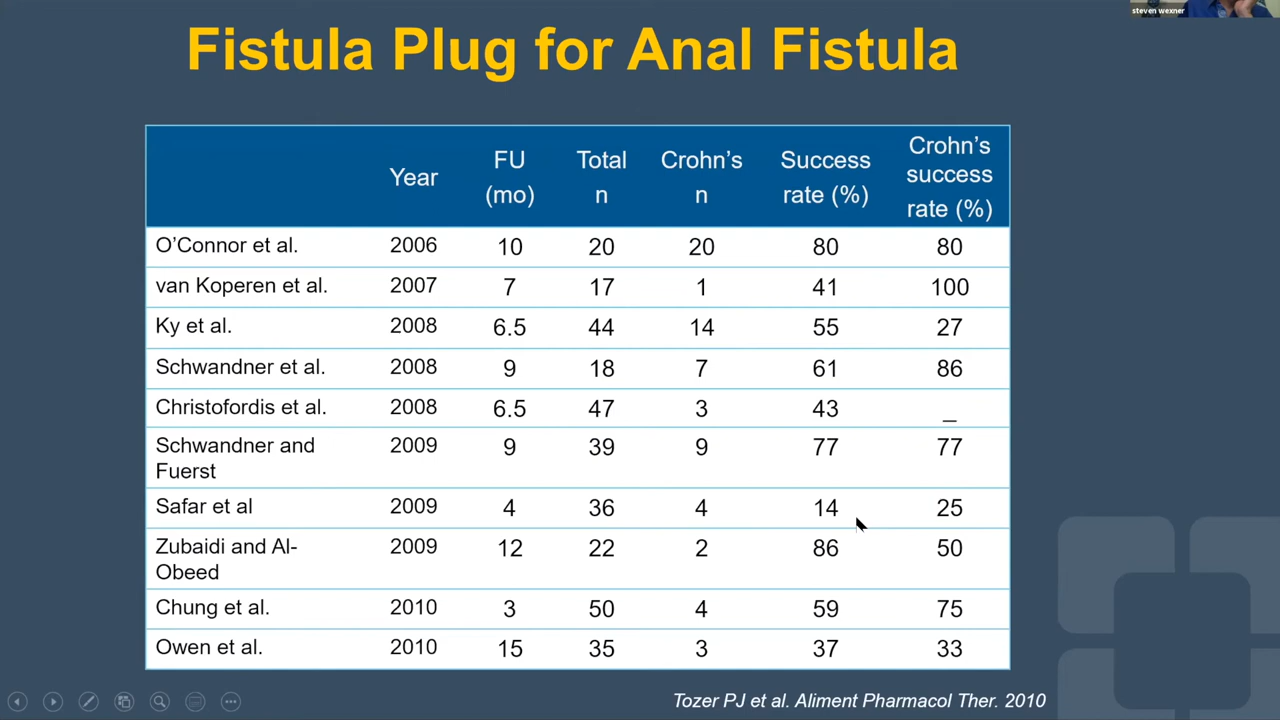 steven wexner
Fistula Plug for Anal Fistula
Year FU (mo) Total n Crohn’s n Success rate (%) Crohn’s success rate (%)
O’Connor et al. 2006 10 20 20 80 80
van Koperen et al. 2007 7 17 1 41 100
Ky et al. 2008 6.5 44 14 55 27
Schwandner et al. 2008 9 18 7 61 86
Christofordis et al. 2008 6.5 47 3 43 _
Schwandner and Fuerst 2009 9 39 9 77 77
Safar et al 2009 4 36 4 14 25
Zubaidi and Al-Obeed 2009 12 22 2 86 50
Chung et al. 2010 3 50 4 59 75
Owen et al. 2010 15 35 3 37 33
Tozer PJ et al. Aliment Pharmacol Ther. 2010